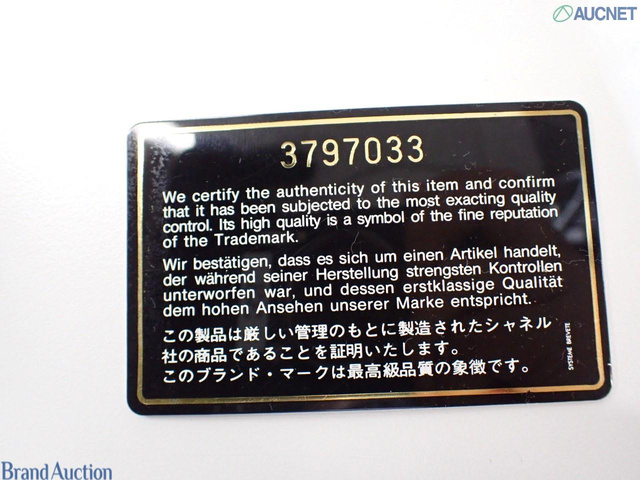 AUCNET
3797033
We certify the authenticity of this item and confirm
that it has been subjected to the most exacting quality
control. Its high quality is a symbol of the fine reputation
of the Trademark.
Wir bestätigen, dass es sich um einen Artikel handelt,
der während seiner Herstellung strengsten Kontrollen
unterworfen war, und dessen erstklassige Qualität
dem hohen Ansehen unserer Marke entspricht.
この製品は厳しい管理のもとに製造されたシャネル
社の商品であることを証明いたします。
このブランド・マークは最高級品質の象徴です。
SYSTEME BREVETE
Brand Auction